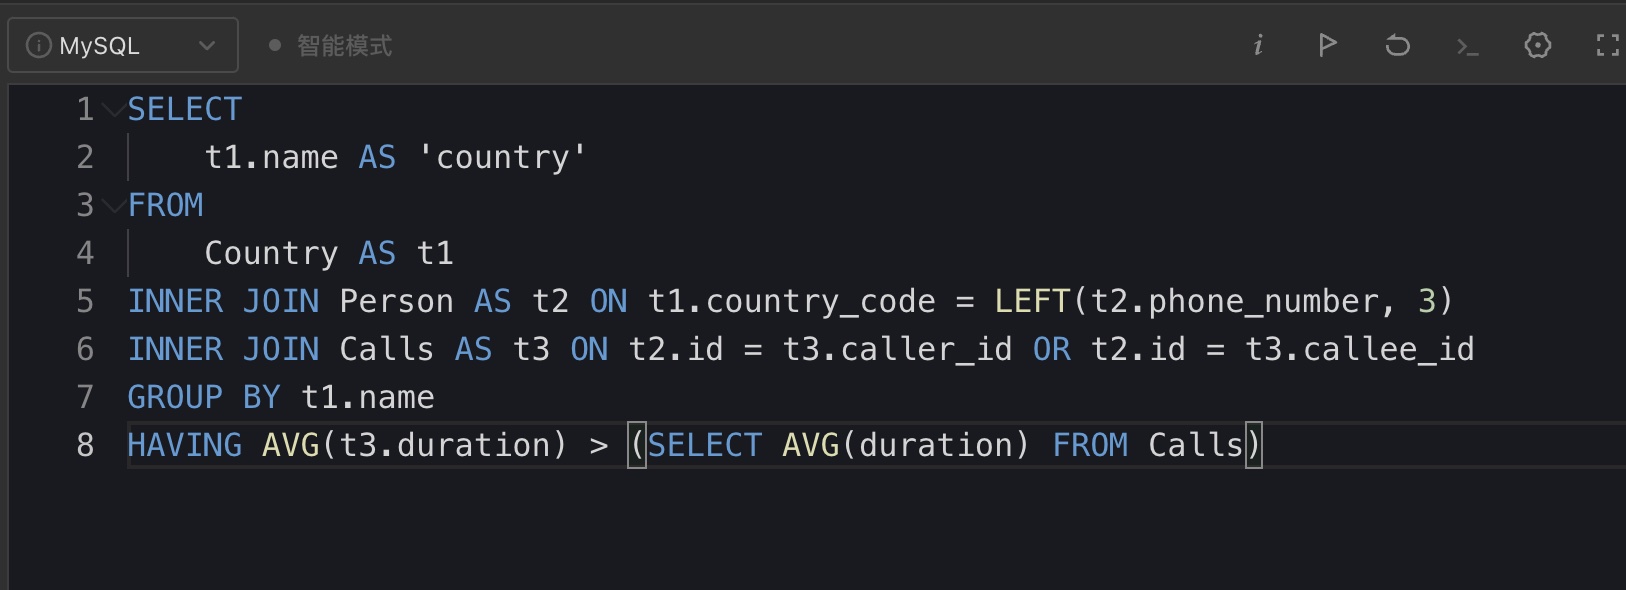 MySQL 智能模式
1 SELECT
2 t1.name AS 'country'
3 FROM
4 Country AS t1
5 INNER JOIN Person AS t2 ON t1.country_code = LEFT(t2.phone_number, 3)
6 INNER JOIN Calls AS t3 ON t2.id = t3.caller_id OR t2.id = t3.callee_id
7 GROUP BY t1.name
8 HAVING AVG(t3.duration) > (SELECT AVG(duration) FROM Calls)